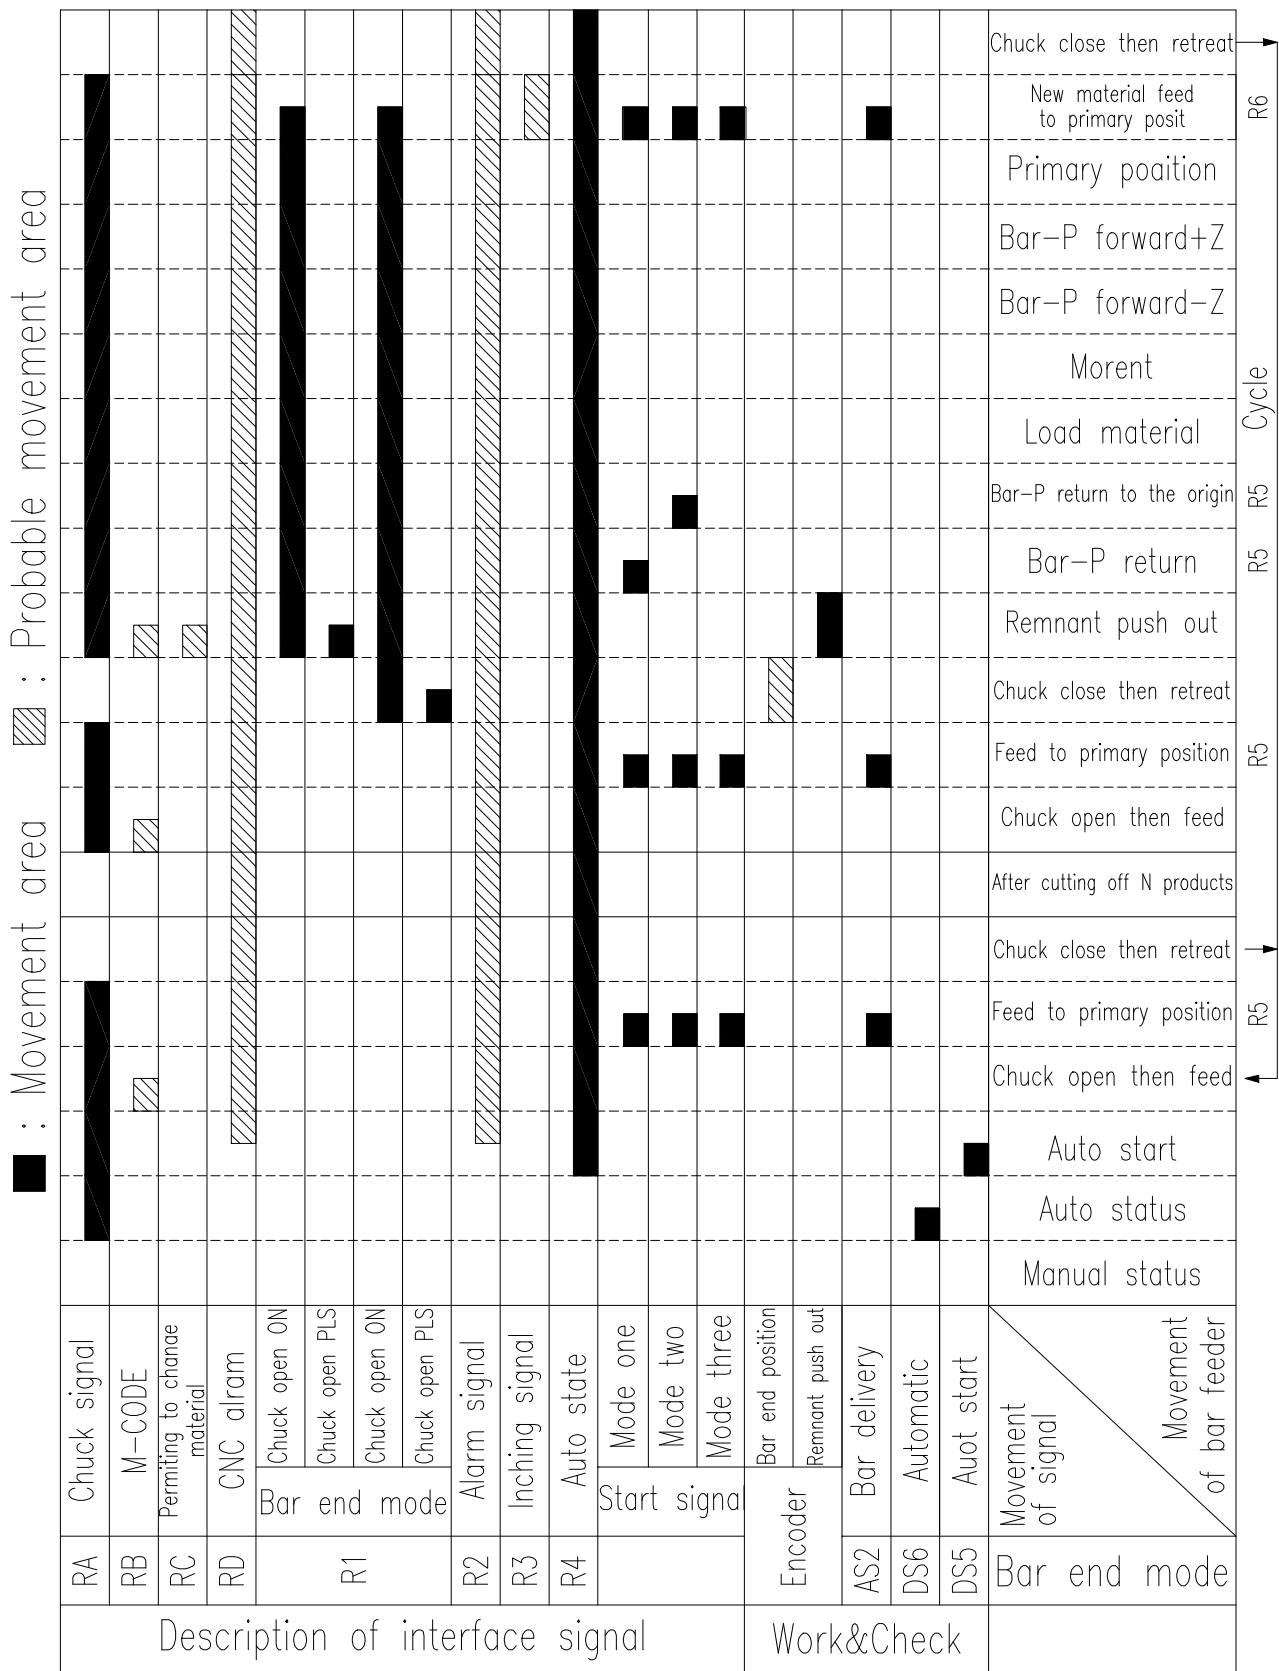 ■ : Movement area ▨ : Probable movement area
Chuck close then retreat
New material feed
to primary posit
R6
Primary poaition
Bar-P forward+Z
Bar-P forward-Z
Morent
Cycle
Load material
Bar-P return to the origin
R5
Bar-P return
R5
Remnant push out
Chuck close then retreat
Feed to primary position
R5
Chuck open then feed
After cutting off N products
Chuck close then retreat
Feed to primary position
R5
Chuck open then feed
Auto start
Auto status
Manual status
Chuck signal
M-CODE
Permiting to chanae
material
CNC alram
Chuck open ON
Chuck open PLS
Chuck open ON
Chuck open PLS
Bar end mode
Alarm signal
Inching signal
Auto state
Mode one
Mode two
Mode three
Start signal
Bar end position
Remnant push out
Encoder
Bar delivery
Automatic
Auot start
Movement
of signal
Movement
of bar feeder
RA
RB
RC
RD
R1
R2
R3
R4
AS2
DS6
DS5
Bar end mode
Description of interface signal
Work&Check